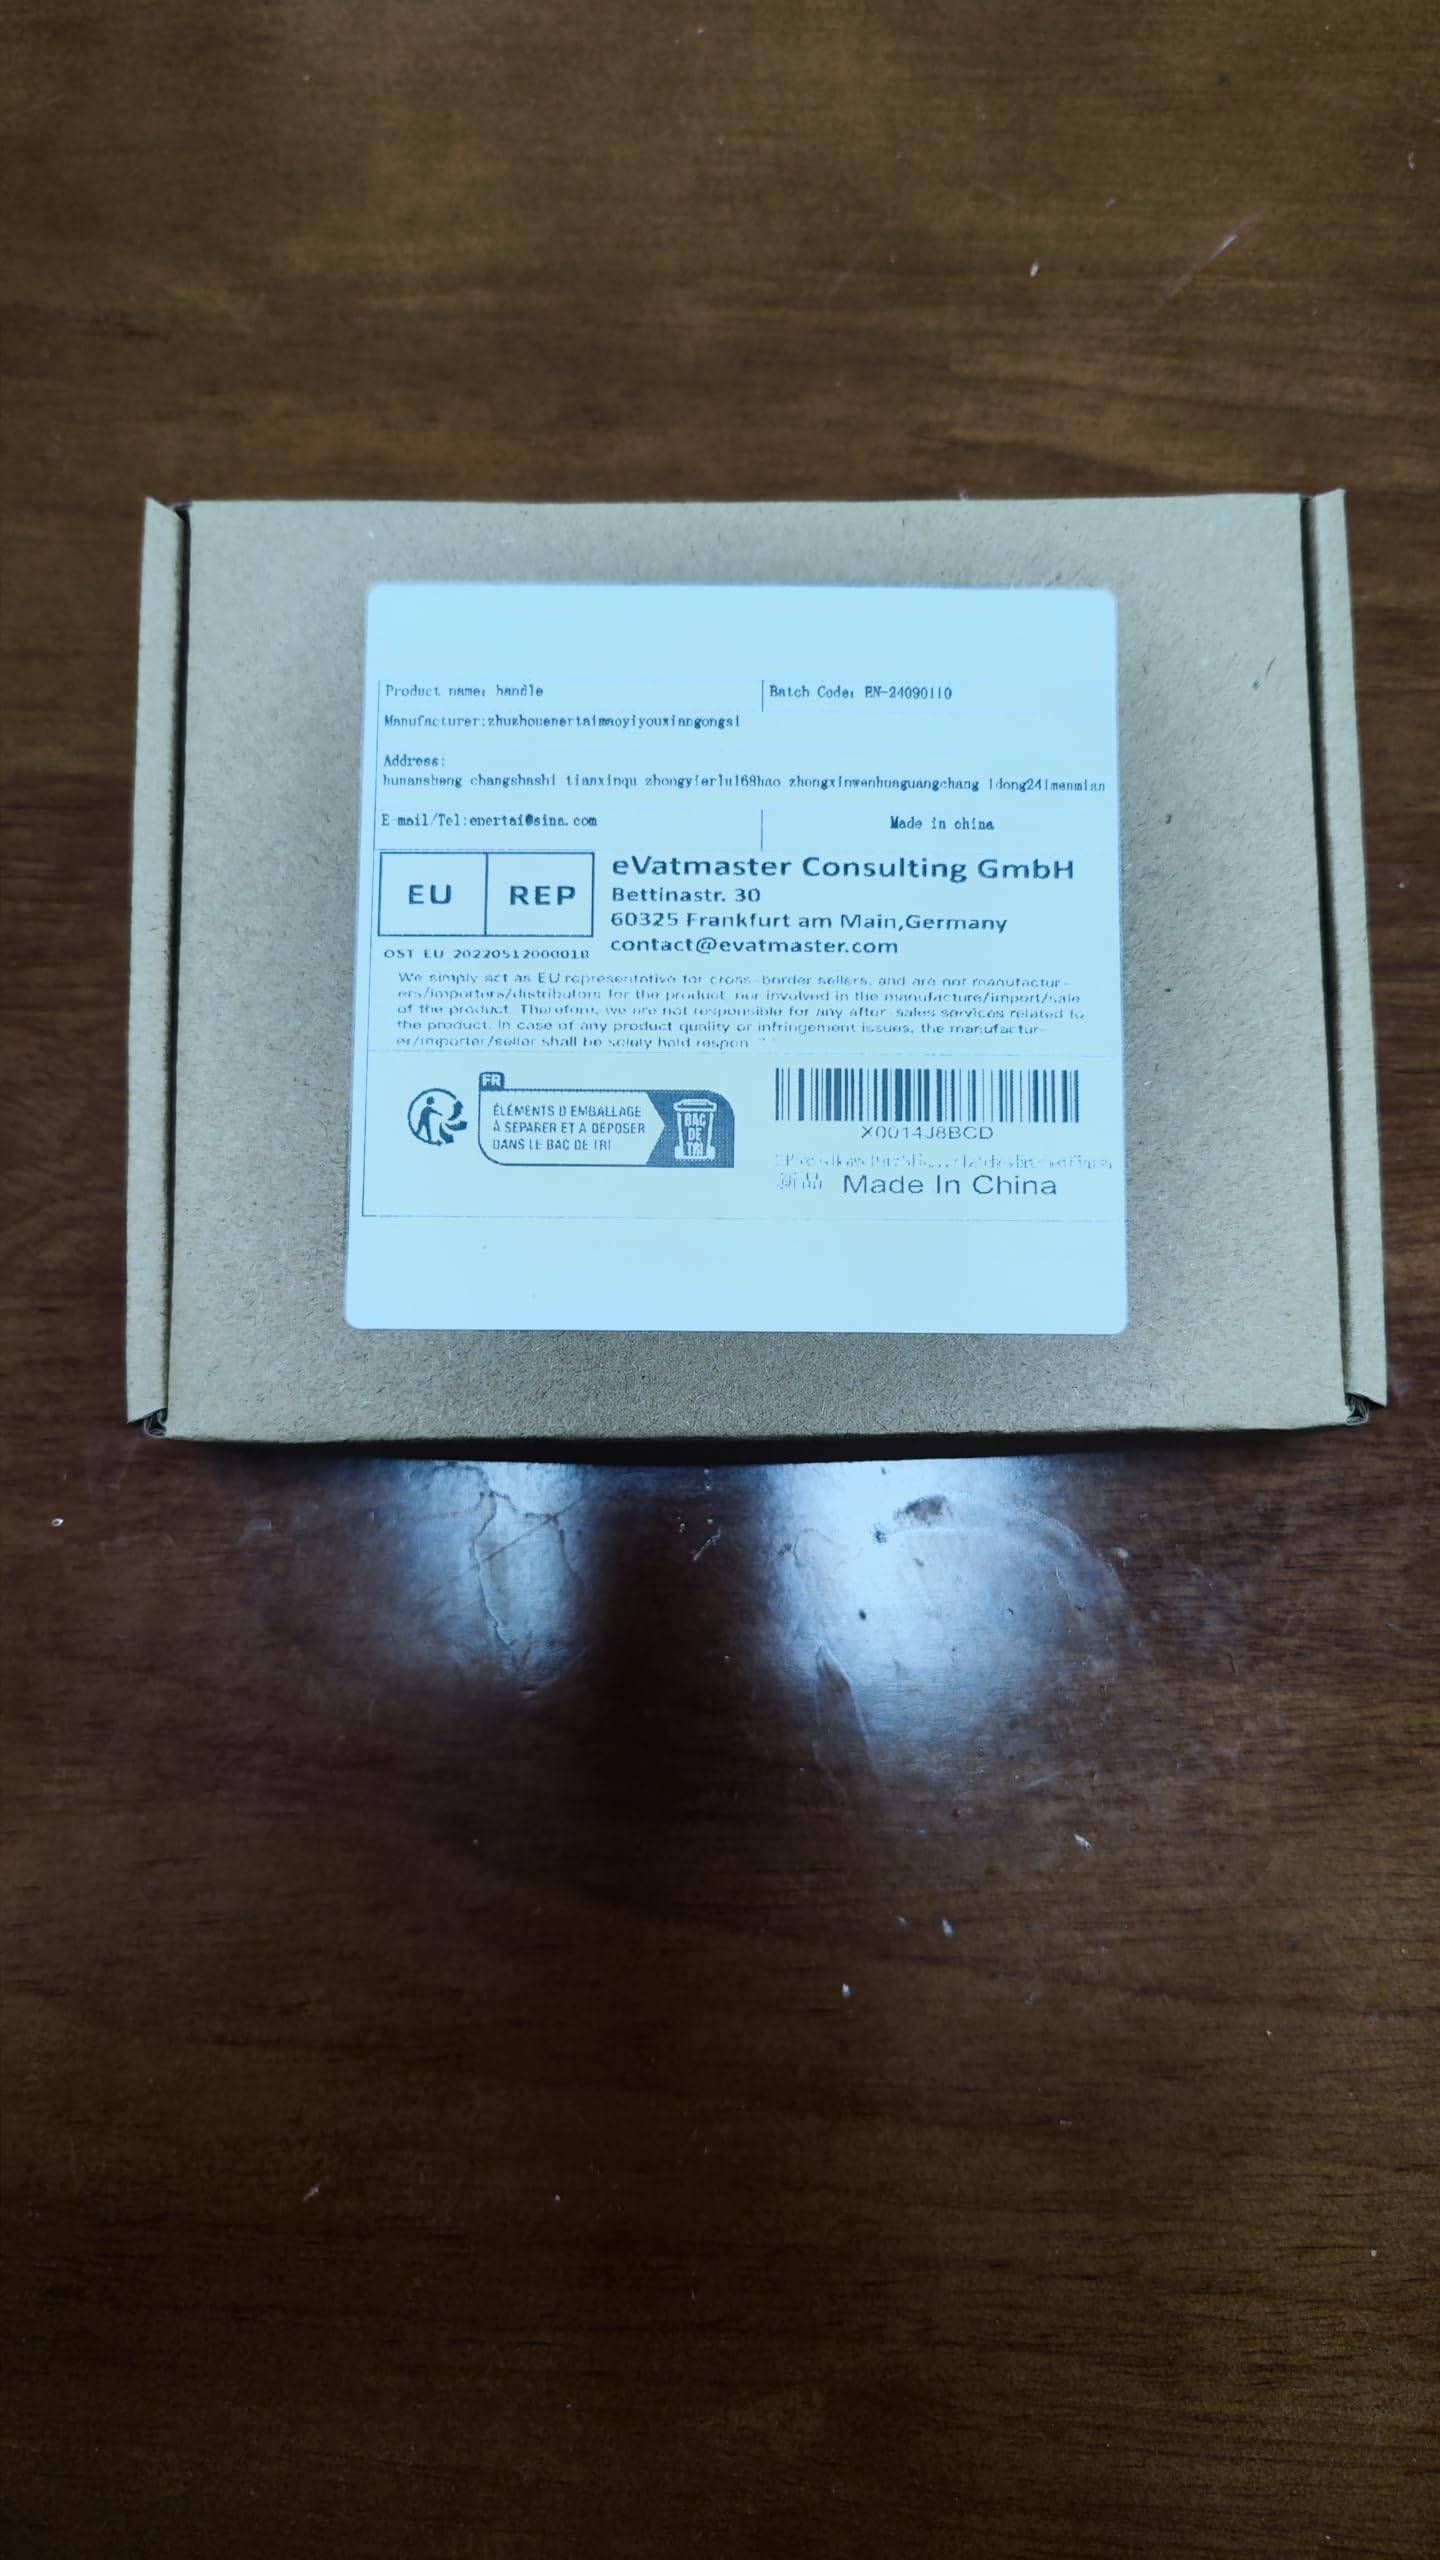 Product name: handle
Batch Code: EN-24090110
Manufacturer:zhuzhouenertaimaoyiyouxiangongsi
Address:
hunansheng changshashi tianxinqu zhongyierlu168hao zhongxinwenhuaguangchang 1dong241menmian
E-mail/Tel:enertai@sina.com
Made in china
EU REP
eVatmaster Consulting GmbH
Bettinastr. 30
60325 Frankfurt am Main,Germany
contact@evatmaster.com
OST EU 20220512000018
We simply act as EU representative for cross-border sellers, and are not manufactur-
ers/importers/distributors for the product, nor involved in the manufacture/import/sale
of the product. Therefore, we are not responsible for any after-sales services related to
the product. In case of any product quality or infringement issues, the manufactur-
er/importer/seller shall be solely held respon
FR
ÉLÉMENTS D'EMBALLAGE
À SÉPARER ET À DÉPOSER
DANS LE BAC DE TRI
BAC
DE
TRI
X0014J8BCD
新品 Made In China